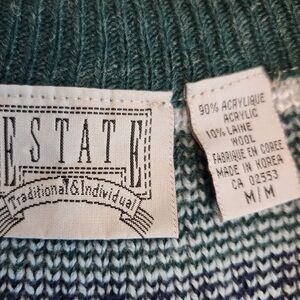 ESTATE
Traditional & Individual
90% ACRYLIQUE
ACRYLIC
10% LAINE
WOOL
FABRIQUE EN COREE
MADE IN KOREA
CA 02553
M/M